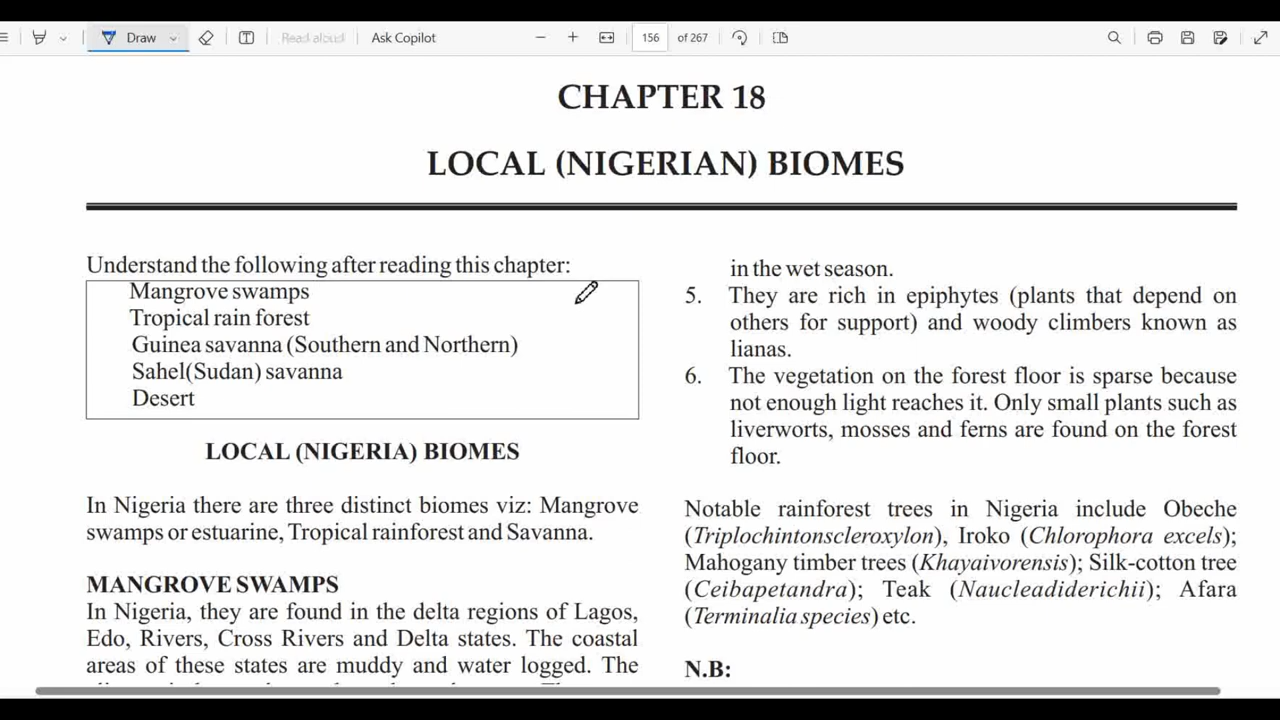 Draw
Read aloud
Ask Copilot
156
of 267
CHAPTER 18
LOCAL (NIGERIAN) BIOMES
Understand the following after reading this chapter:
Mangrove swamps
Tropical rain forest
Guinea savanna (Southern and Northern)
Sahel(Sudan) savanna
Desert
LOCAL (NIGERIA) BIOMES
In Nigeria there are three distinct biomes viz: Mangrove
swamps or estuarine, Tropical rainforest and Savanna.
MANGROVE SWAMPS
In Nigeria, they are found in the delta regions of Lagos,
Edo, Rivers, Cross Rivers and Delta states. The coastal
areas of these states are muddy and water logged. The
in the wet season.
5. They are rich in epiphytes (plants that depend on
others for support) and woody climbers known as
lianas.
6. The vegetation on the forest floor is sparse because
not enough light reaches it. Only small plants such as
liverworts, mosses and ferns are found on the forest
floor.
Notable rainforest trees in Nigeria include Obeche
(Triplochintonscleroxylon), Iroko (Chlorophora excels);
Mahogany timber trees (Khayaivorensis); Silk-cotton tree
(Ceibapetandra); Teak (Naucleadiderichii); Afara
(Terminalia species) etc.
N.B: